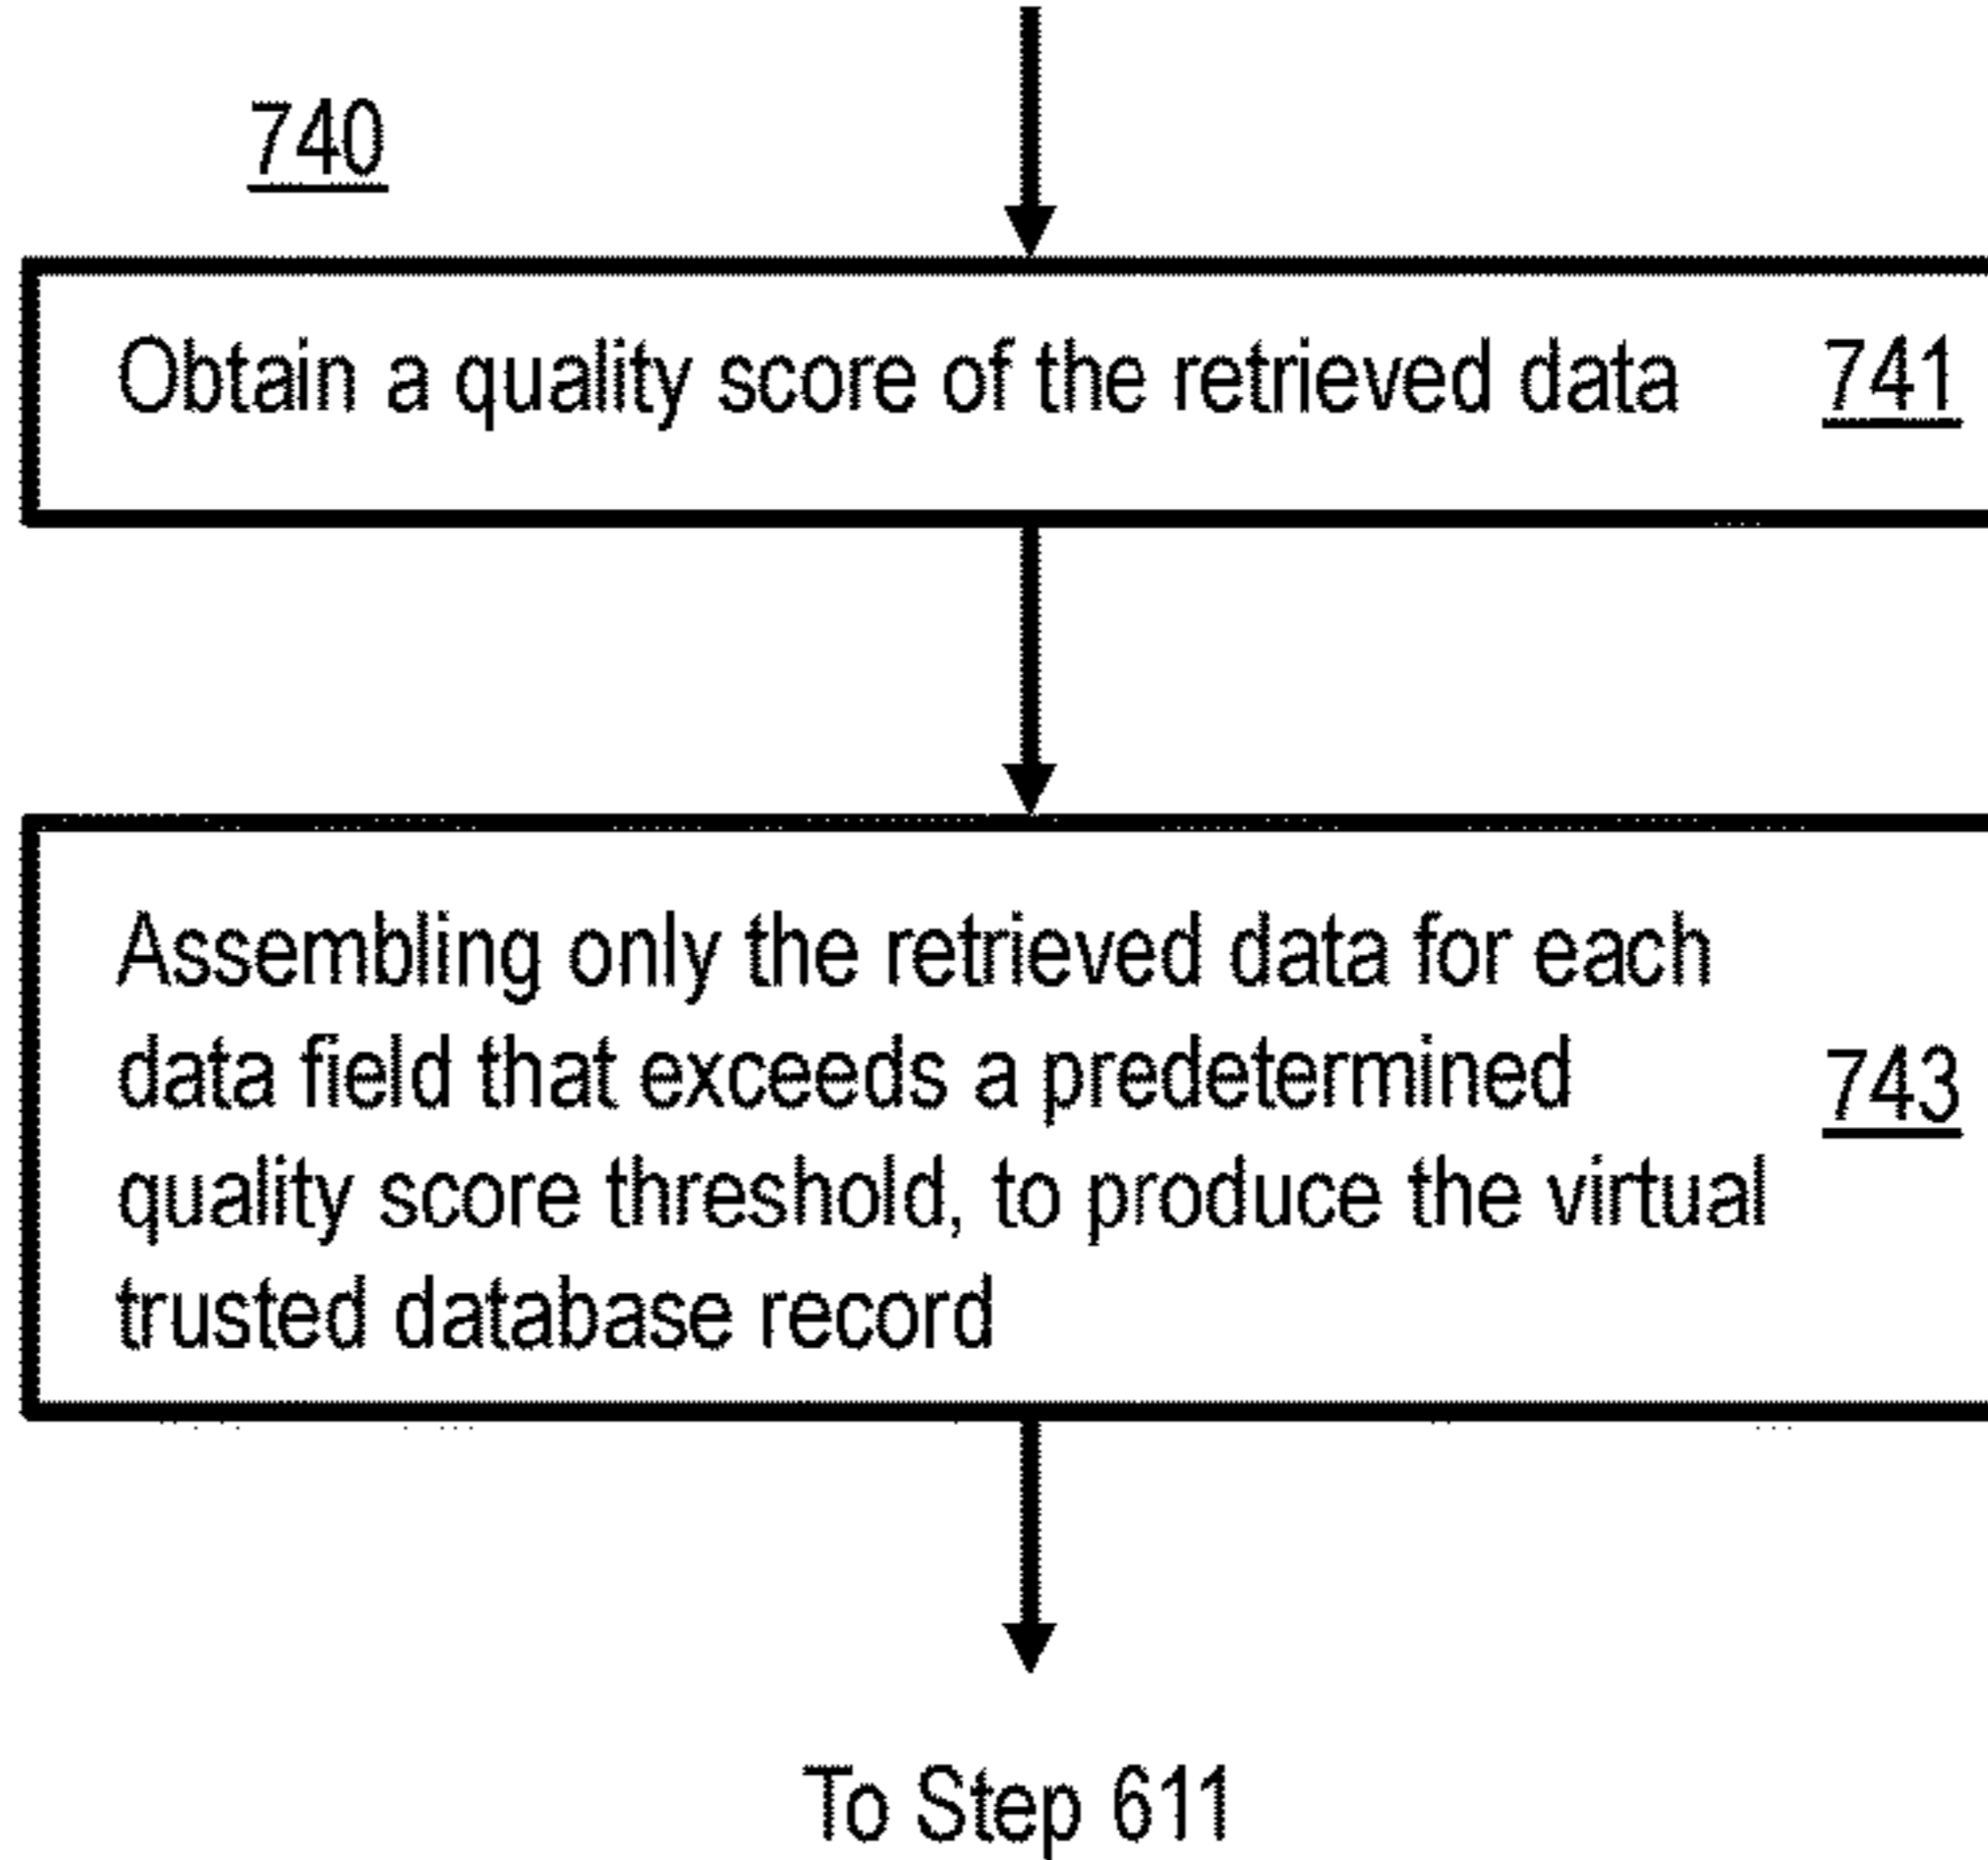 740
Obtain a quality score of the retrieved data 741
Assembling only the retrieved data for each
data field that exceeds a predetermined
743
quality score threshold, to produce the virtual
trusted database record
To Step 611